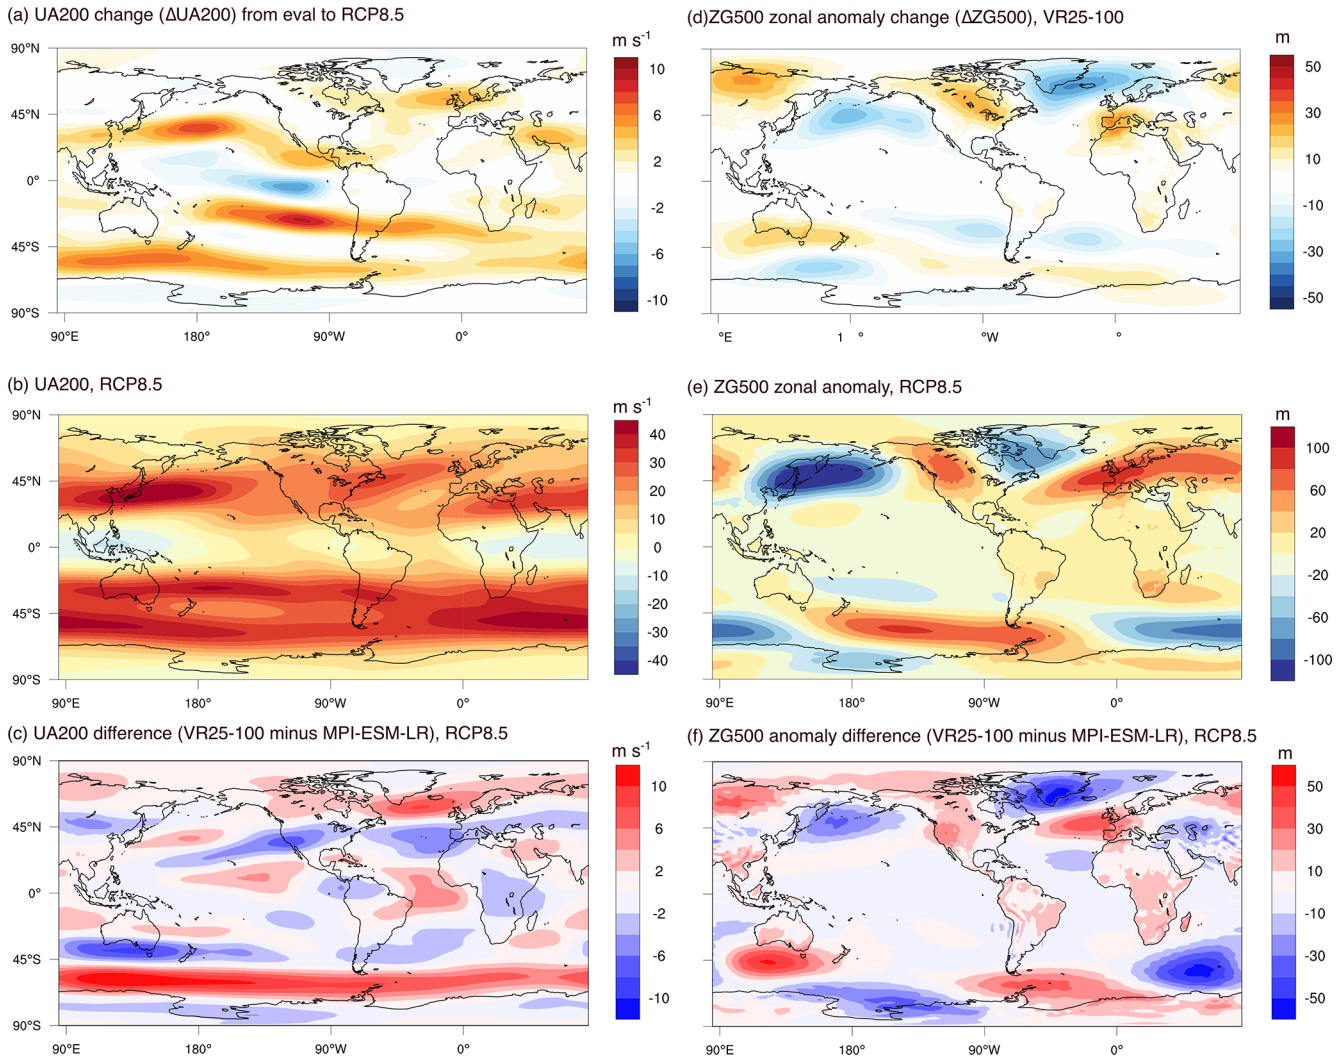 (a) UA200 change (ΔUA200) from eval to RCP8.5
m s⁻¹
90°N
45°N
0°
45°S
90°S
90°E
180°
90°W
0°
10
6
2
-2
-6
-10
(d)ZG500 zonal anomaly change (ΔZG500), VR25-100
m
50
30
10
-10
-30
-50
°E
1 °
°W
°
(b) UA200, RCP8.5
m s⁻¹
90°N
45°N
0°
45°S
90°S
90°E
180°
90°W
0°
40
30
20
10
0
-10
-20
-30
-40
(e) ZG500 zonal anomaly, RCP8.5
m
100
60
20
-20
-60
-100
90°E
180°
90°W
0°
(c) UA200 difference (VR25-100 minus MPI-ESM-LR), RCP8.5
m s⁻¹
90°N
45°N
0°
45°S
90°S
90°E
180°
90°W
0°
10
6
2
-2
-6
-10
(f) ZG500 anomaly difference (VR25-100 minus MPI-ESM-LR), RCP8.5
m
50
30
10
-10
-30
-50
90°E
180°
90°W
0°